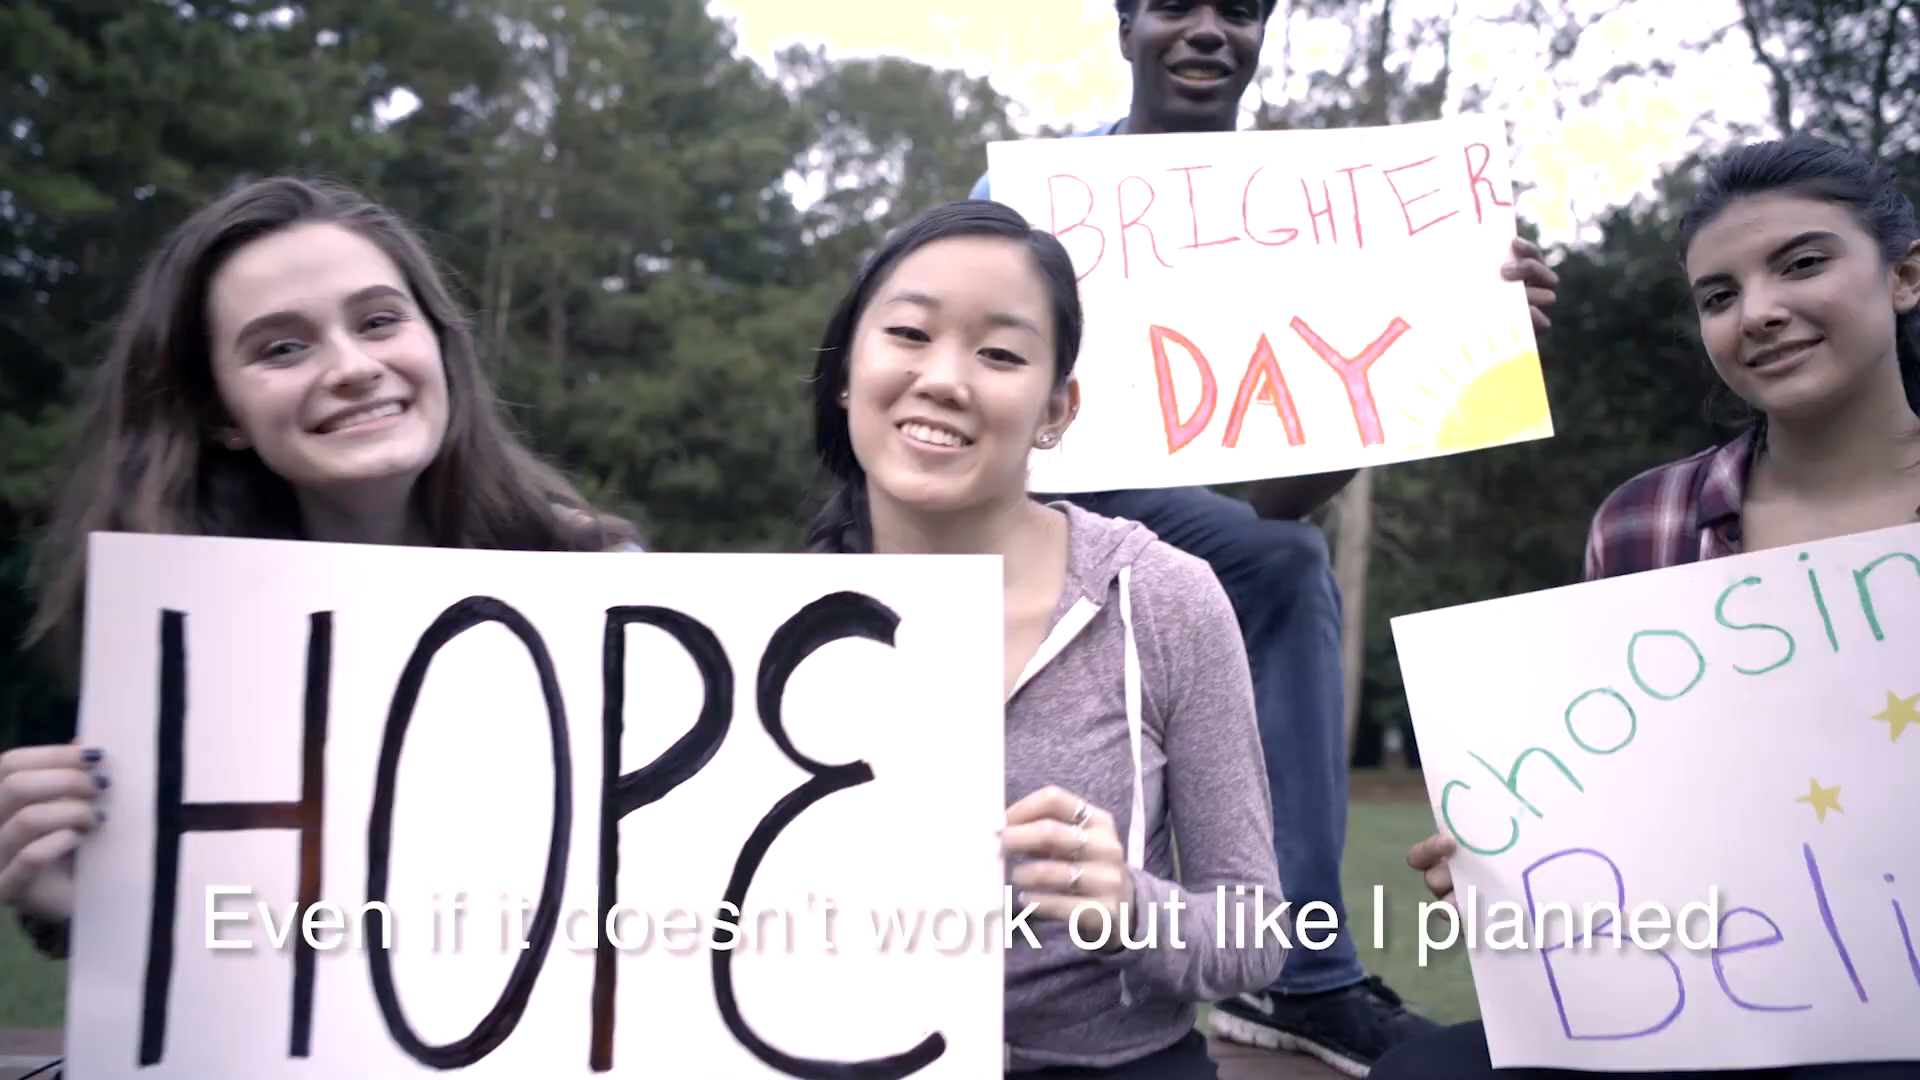 BRIGHTER
DAY
HOPE
choosin
Beli
Even if it doesn't work out like I planned